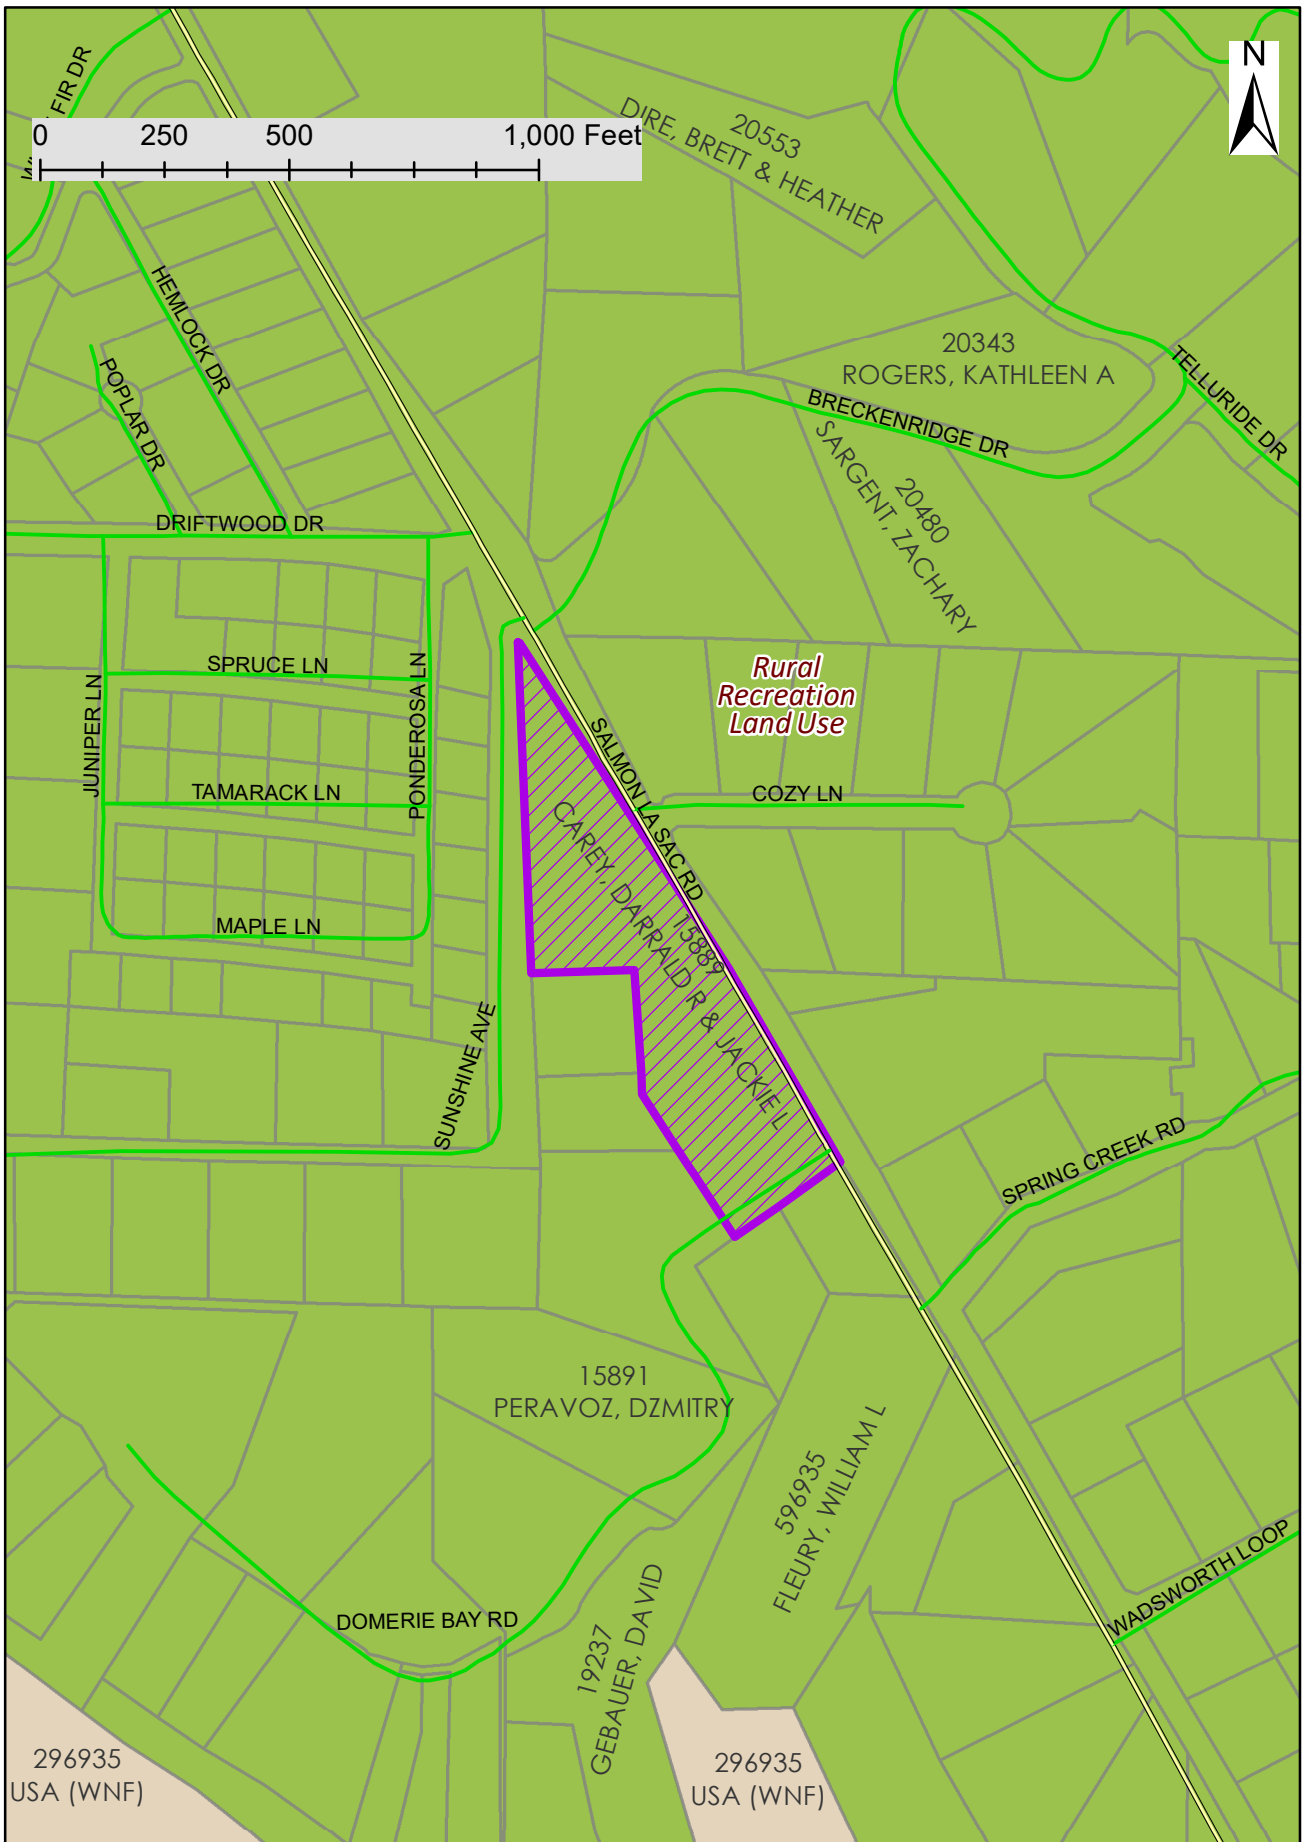 N
FIR DR
0 250 500 1,000 Feet
20553
DIRE, BRETT & HEATHER
HEMLOCK DR
POPLAR DR
20343
ROGERS, KATHLEEN A
TELLURIDE DR
BRECKENRIDGE DR
20480
SARGENT, ZACHARY
DRIFTWOOD DR
SPRUCE LN
JUNIPER LN
PONDEROSA LN
TAMARACK LN
MAPLE LN
Rural
Recreation
Land Use
SALMON LA SAC RD
COZY LN
15889
CAREY, DARRALD R & JACKIE L
SUNSHINE AVE
SPRING CREEK RD
15891
PERAVOZ, DZMITRY
596935
FLEURY, WILLIAM L
WADSWORTH LOOP
DOMERIE BAY RD
19237
GEBAUER, DAVID
296935
USA (WNF)
296935
USA (WNF)